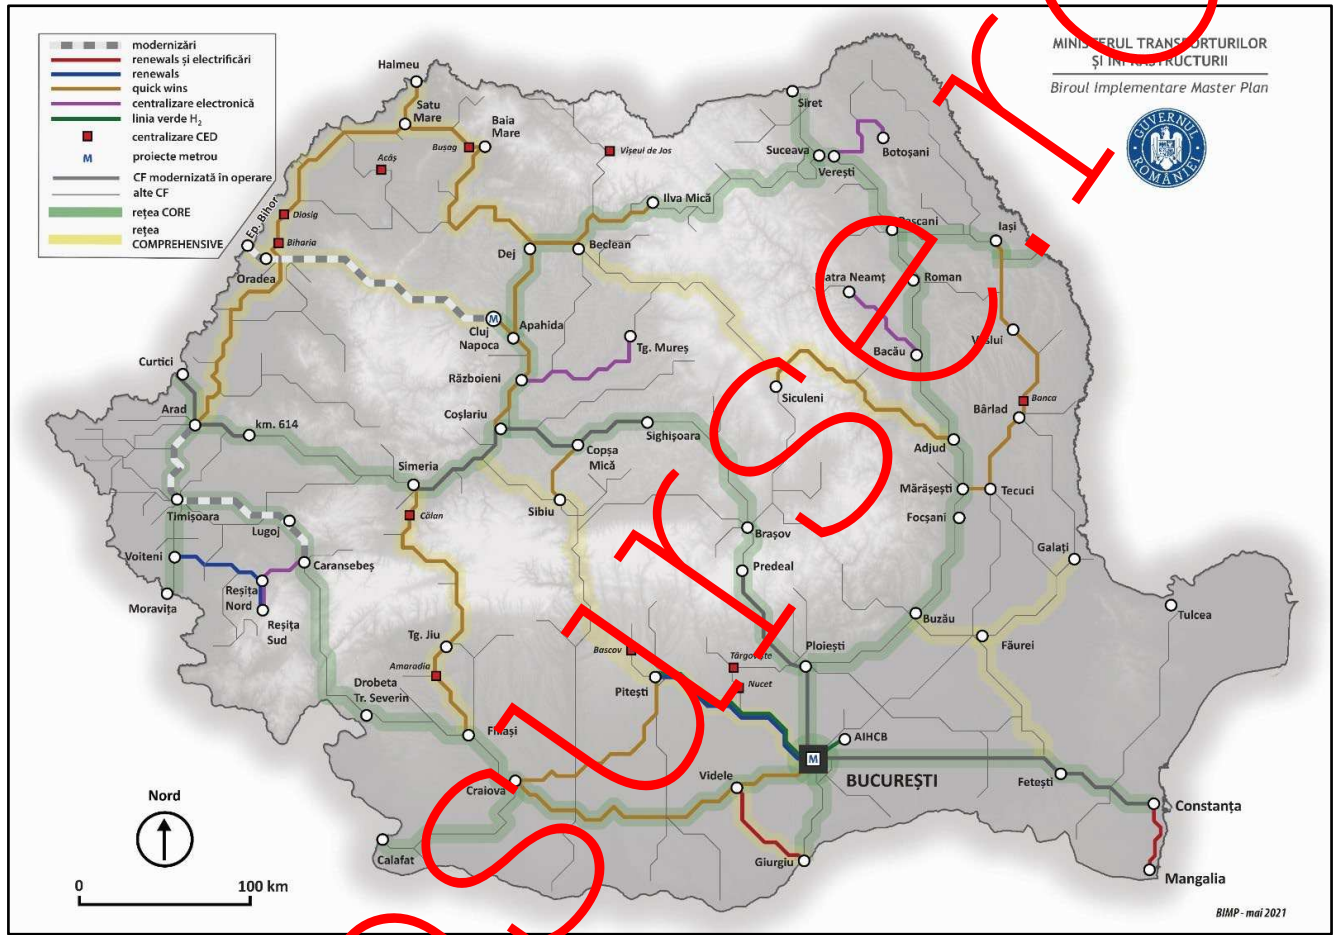 modernizări
renewals și electrificări
renewals
quick wins
centralizare electronică
linia verde H₂
centralizare CED
M proiecte metrou
CF modernizată în operare
alte CF
rețea CORE
rețea
COMPREHENSIVE
MINISTERUL TRANSPORTURILOR
ȘI INFRASTRUCTURII
Biroul Implementare Master Plan
GUVERNUL
ROMÂNIEI
Halmeu
Satu
Mare
Baia
Mare
Bușag
Acâș
Vișeul de Jos
Siret
Suceava
Verești
Botoșani
Ilva Mică
Diosig
Ep. Bihor
Biharia
Oradea
Dej
Beclean
Pașcani
Iași
Roman
Bacău
Vaslui
M
Cluj
Napoca
Apahida
Tg. Mureș
Războieni
Siculeni
Curtici
Arad
km. 614
Coșlariu
Sighișoara
Copșa
Mică
Banca
Bârlad
Adjud
Simeria
Sibiu
Mărășești
Tecuci
Focșani
Timișoara
Lugoj
Călan
Brașov
Predeal
Galați
Voiteni
Caransebeș
Moravița
Reșița
Nord
Reșița
Sud
Tulcea
Buzău
Făurei
Tg. Jiu
Amaradia
Bascov
Pitești
Târgoviște
Nucet
Ploiești
Drobeta
Tr. Severin
Filiași
AIHCB
M
BUCUREȘTI
Craiova
Videle
Fetești
Constanța
Calafat
Giurgiu
Mangalia
Nord
0 100 km
BIMP - mai 2021